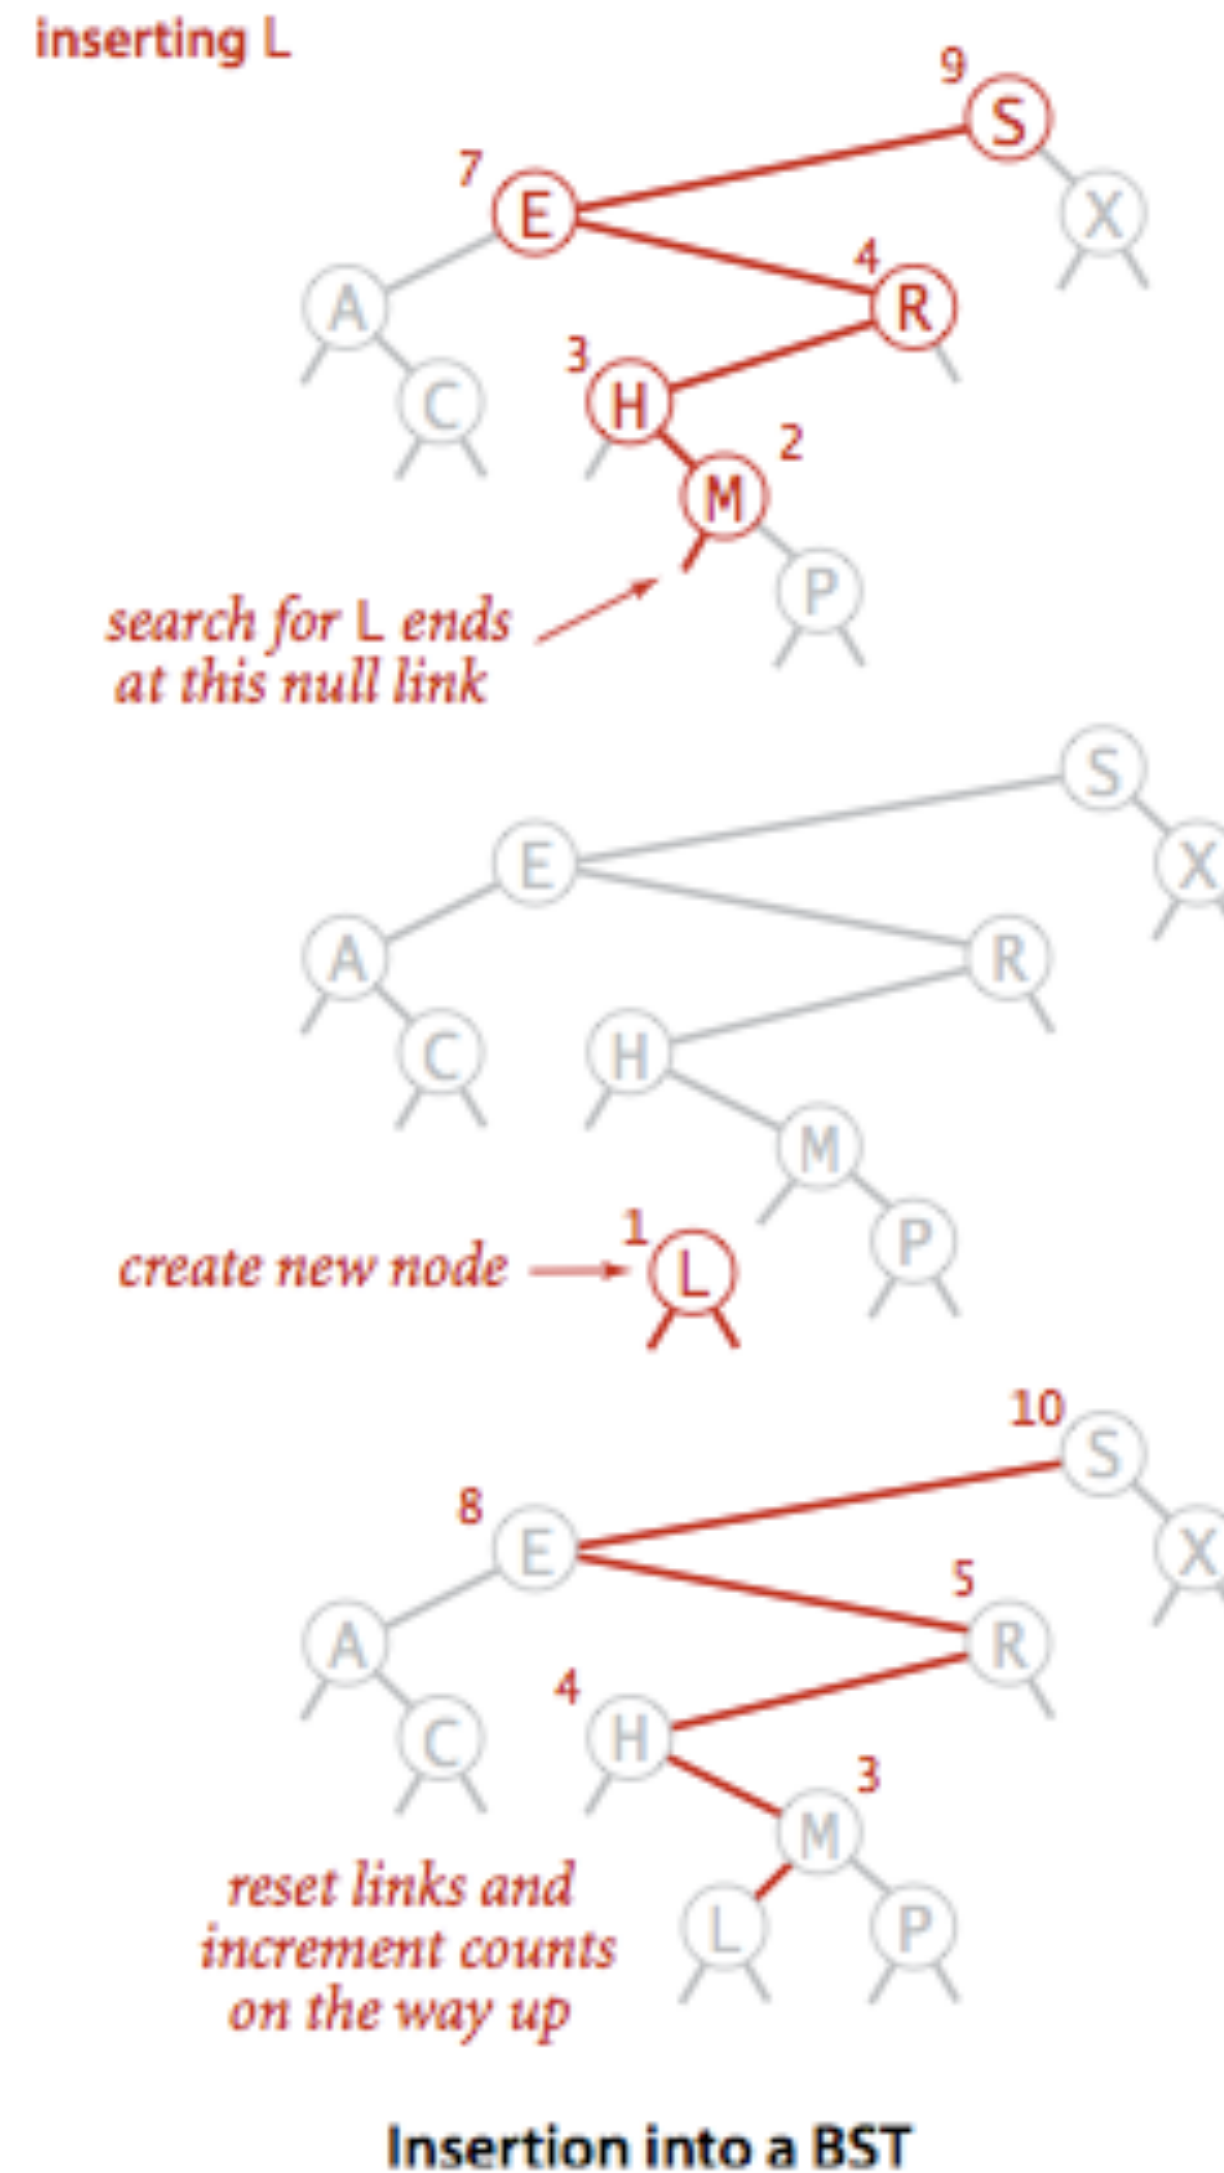 inserting L
9
S
7
E
X
4
A
R
3
H
C
2
M
P
search for L ends
at this null link
S
E
X
A
R
C
H
M
P
1
create new node
L
10
S
8
E
X
5
A
R
4
C
H
3
M
reset links and
L
P
increment counts
on the way up
Insertion into a BST